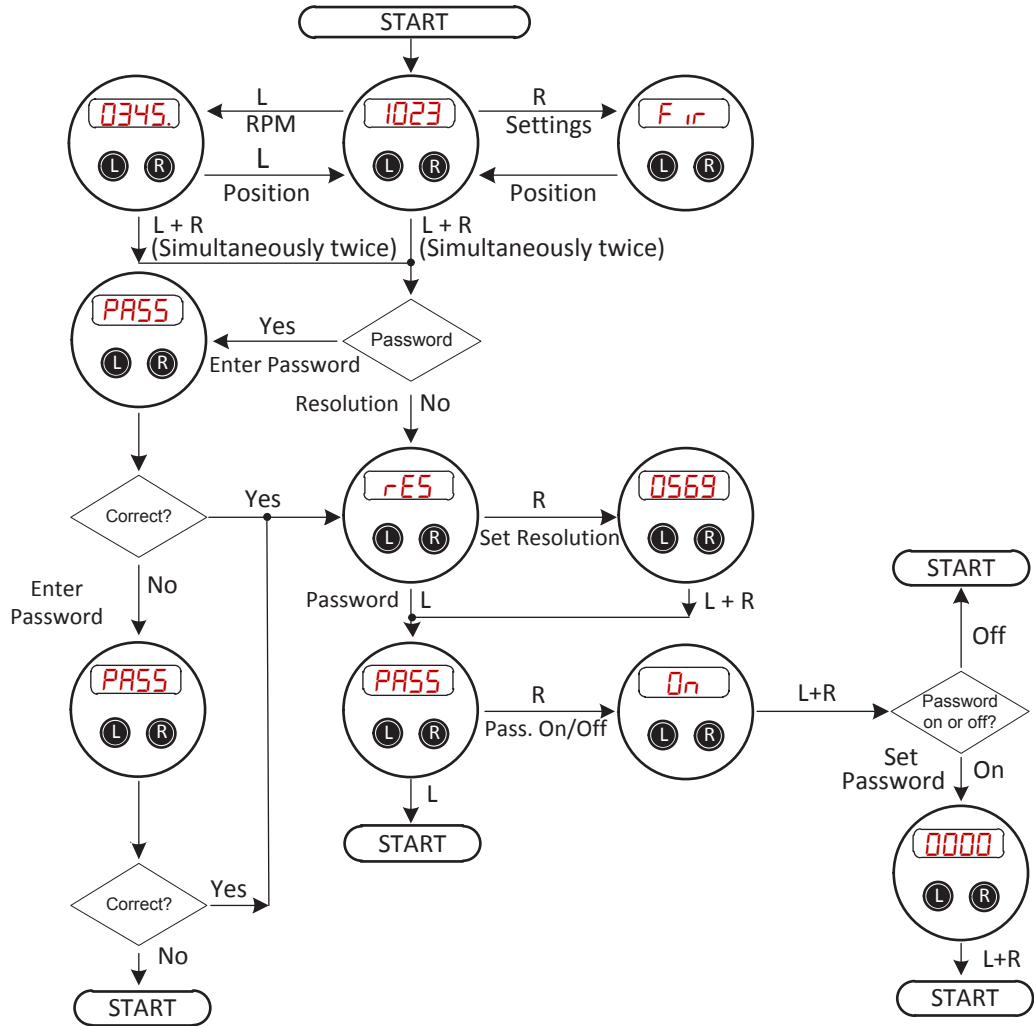 START
0345.
L
RPM
1023
R
Settings
F ir
L R
L R
L R
L
Position
Position
L + R
(Simultaneously twice)
L + R
(Simultaneously twice)
PASS
L R
Yes
Enter Password
Password
Resolution No
rES
L R
R
Set Resolution
0569
L R
Correct?
Yes
Enter
Password
No
Password L
L + R
START
Off
PASS
L R
PASS
L R
R
Pass. On/Off
On
L R
L+R
Password
on or off?
Set
Password
On
L
START
0000
L R
Correct?
Yes
No
START
L+R
START